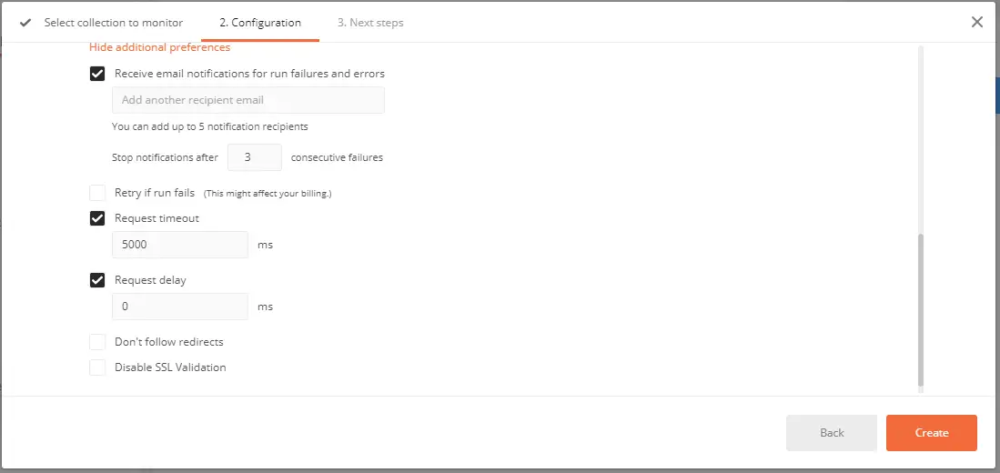 Select collection to monitor 2. Configuration 3. Next steps
Hide additional preferences
Receive email notifications for run failures and errors
Add another recipient email
You can add up to 5 notification recipients
Stop notifications after 3 consecutive failures
Retry if run fails (This might affect your billing.)
Request timeout
5000 ms
Request delay
0 ms
Don't follow redirects
Disable SSL Validation
Back Create